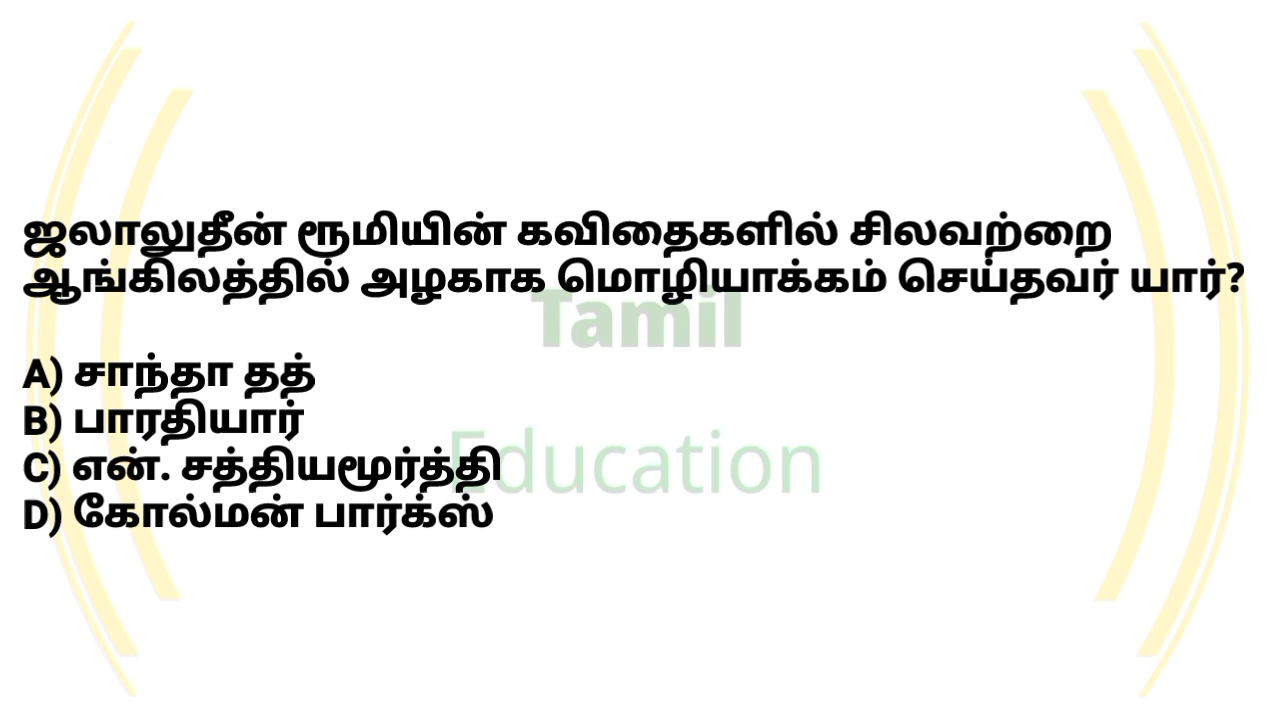 ஜலாலுதீன் ரூமியின் கவிதைகளில் சிலவற்றை
ஆங்கிலத்தில் அழகாக மொழியாக்கம் செய்தவர் யார்?
Tamil
A) சாந்தா தத்
B) பாரதியார்
Education
C) என். சத்தியமூர்த்தி
D) கோல்மன் பார்க்ஸ்